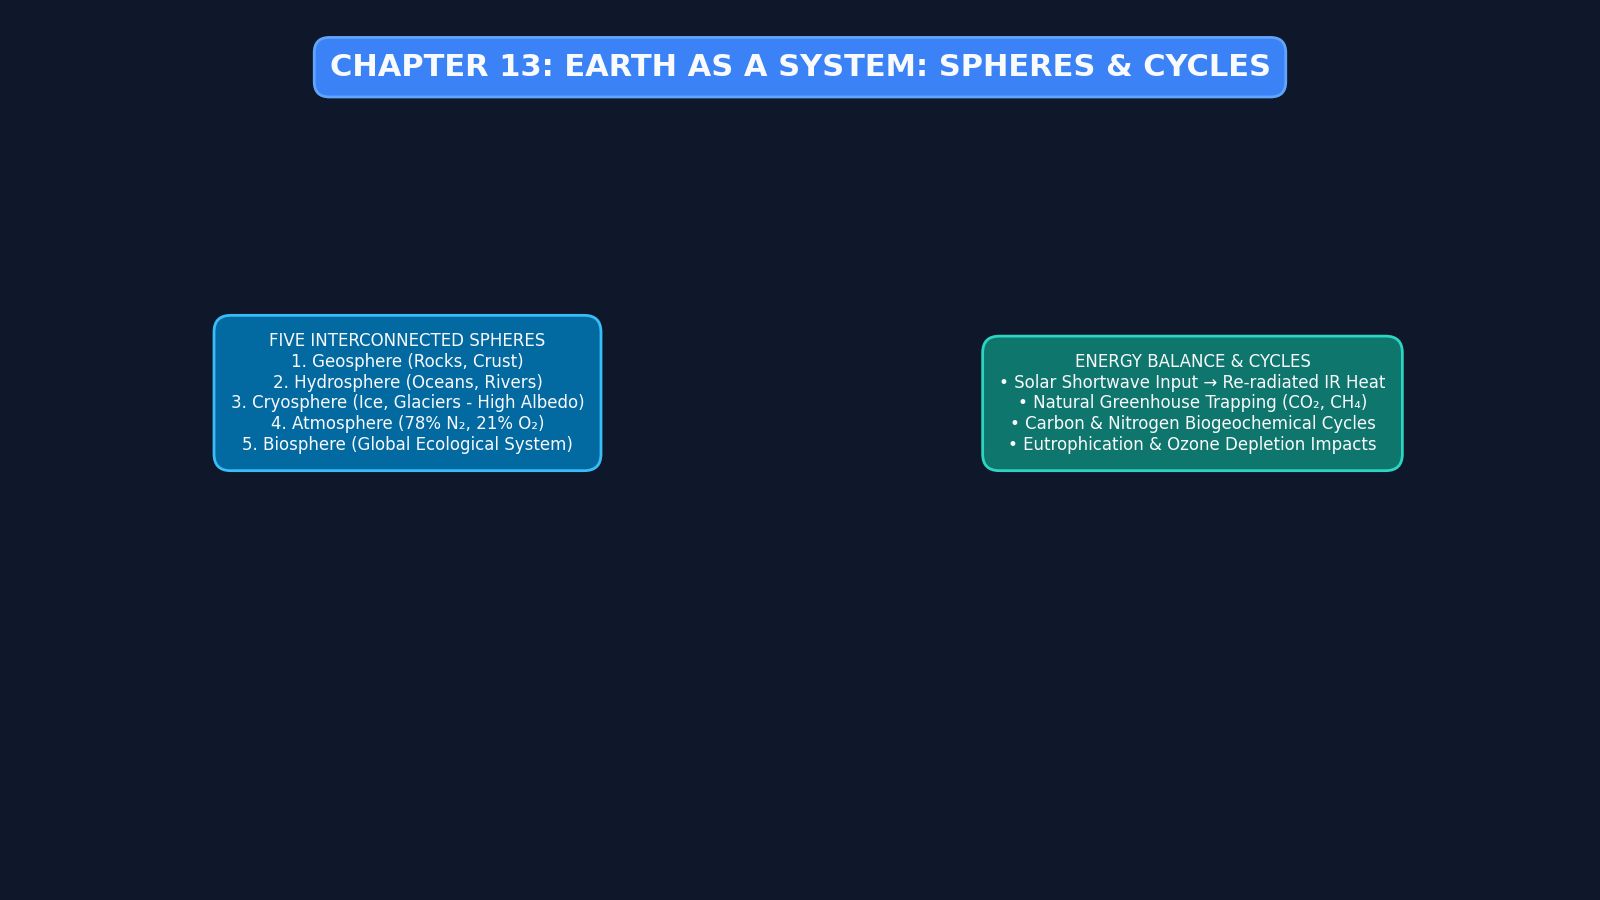 CHAPTER 13: EARTH AS A SYSTEM: SPHERES & CYCLES
FIVE INTERCONNECTED SPHERES
1. Geosphere (Rocks, Crust)
2. Hydrosphere (Oceans, Rivers)
3. Cryosphere (Ice, Glaciers - High Albedo)
4. Atmosphere (78% N₂, 21% O₂)
5. Biosphere (Global Ecological System)
ENERGY BALANCE & CYCLES
• Solar Shortwave Input → Re-radiated IR Heat
• Natural Greenhouse Trapping (CO₂, CH₄)
• Carbon & Nitrogen Biogeochemical Cycles
• Eutrophication & Ozone Depletion Impacts